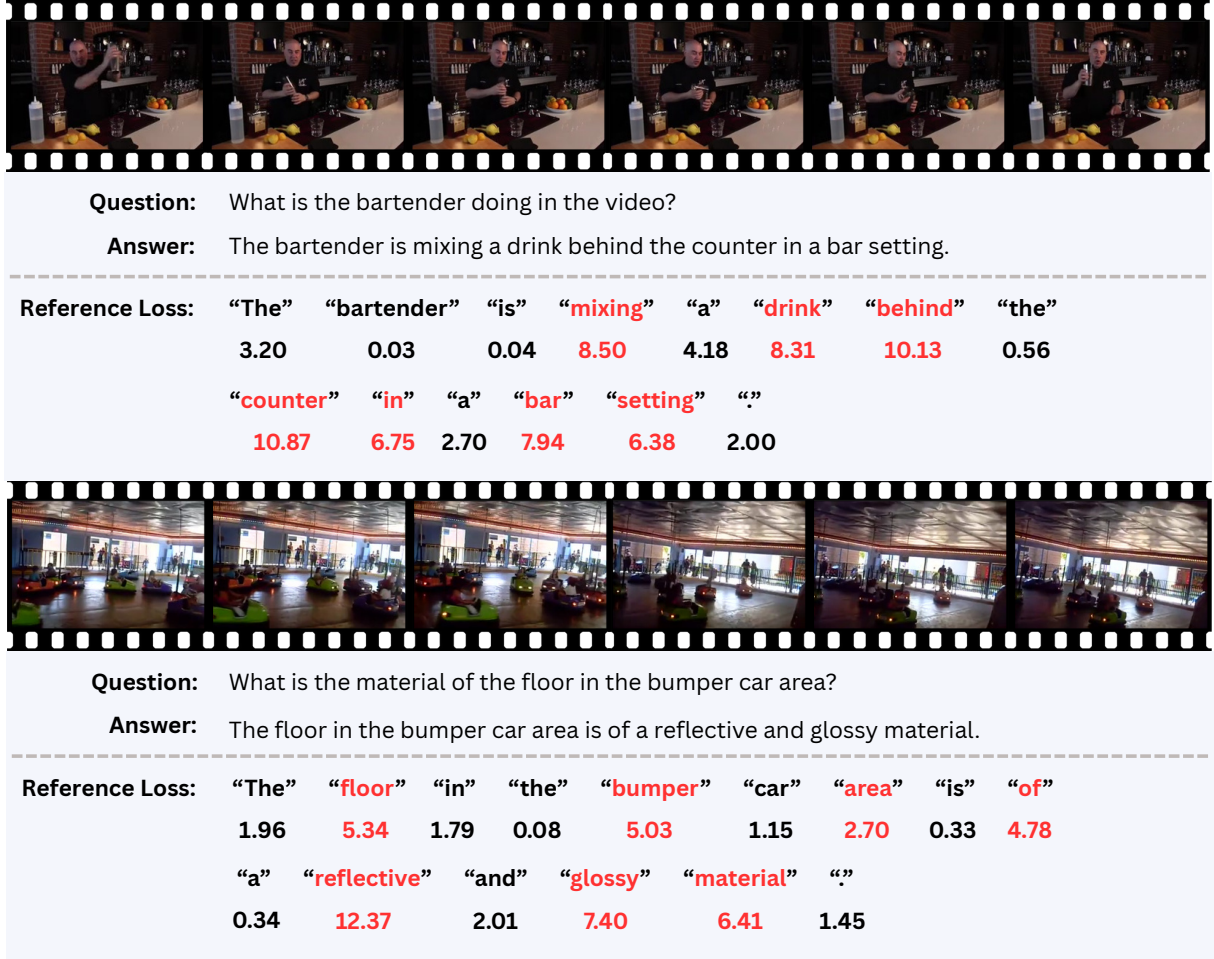 Question: What is the bartender doing in the video?
Answer: The bartender is mixing a drink behind the counter in a bar setting.
Reference Loss: “The” “bartender” “is” “mixing” “a” “drink” “behind” “the”
3.20 0.03 0.04 8.50 4.18 8.31 10.13 0.56
“counter” “in” “a” “bar” “setting” “.”
10.87 6.75 2.70 7.94 6.38 2.00
Question: What is the material of the floor in the bumper car area?
Answer: The floor in the bumper car area is of a reflective and glossy material.
Reference Loss: “The” “floor” “in” “the” “bumper” “car” “area” “is” “of”
1.96 5.34 1.79 0.08 5.03 1.15 2.70 0.33 4.78
“a” “reflective” “and” “glossy” “material” “.”
0.34 12.37 2.01 7.40 6.41 1.45